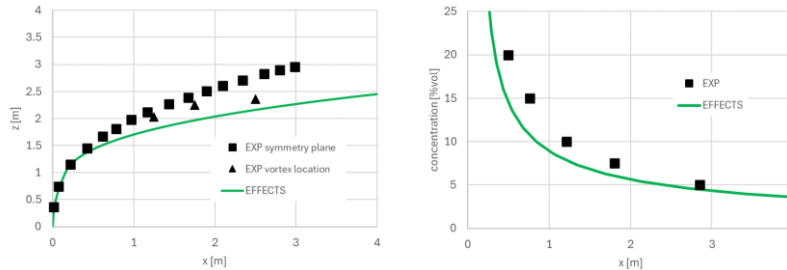 4
3.5
3
2.5
2
1.5
1
0.5
0
z [m]
EXP symmetry plane
EXP vortex location
EFFECTS
0 1 2 3 4
x [m]
25
20
15
10
5
0
concentration [%vol]
EXP
EFFECTS
0 1 2 3
x [m]